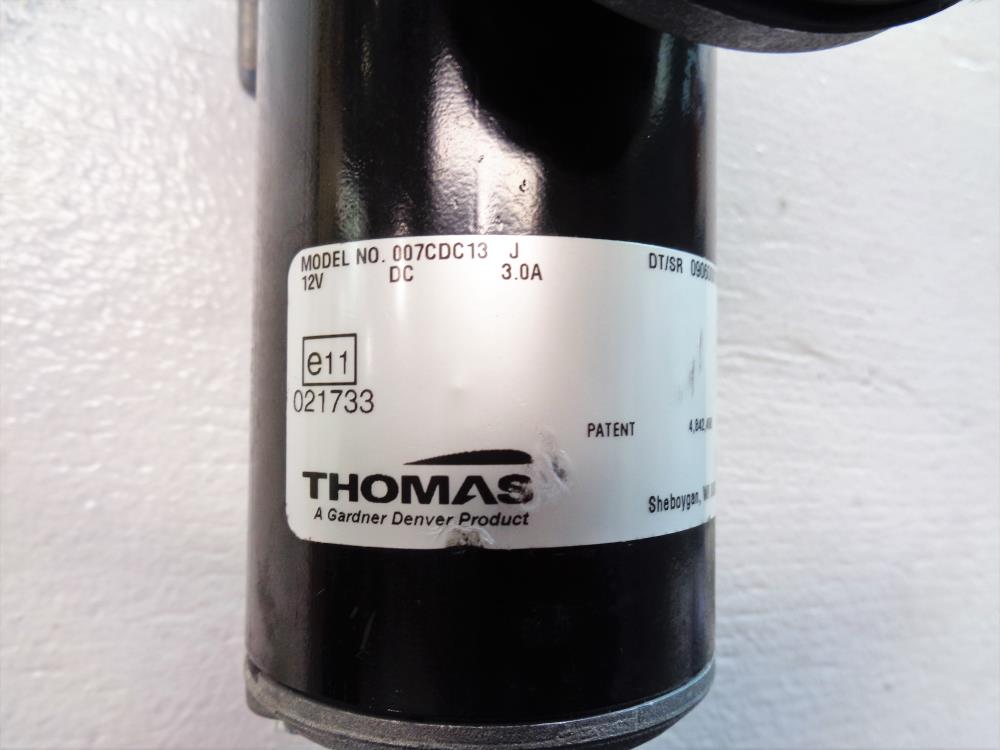 MODEL NO. 007CDC13 J
12V DC 3.0A
DT/SR
e11
021733
PATENT
THOMAS
A Gardner Denver Product
Sheboygan,